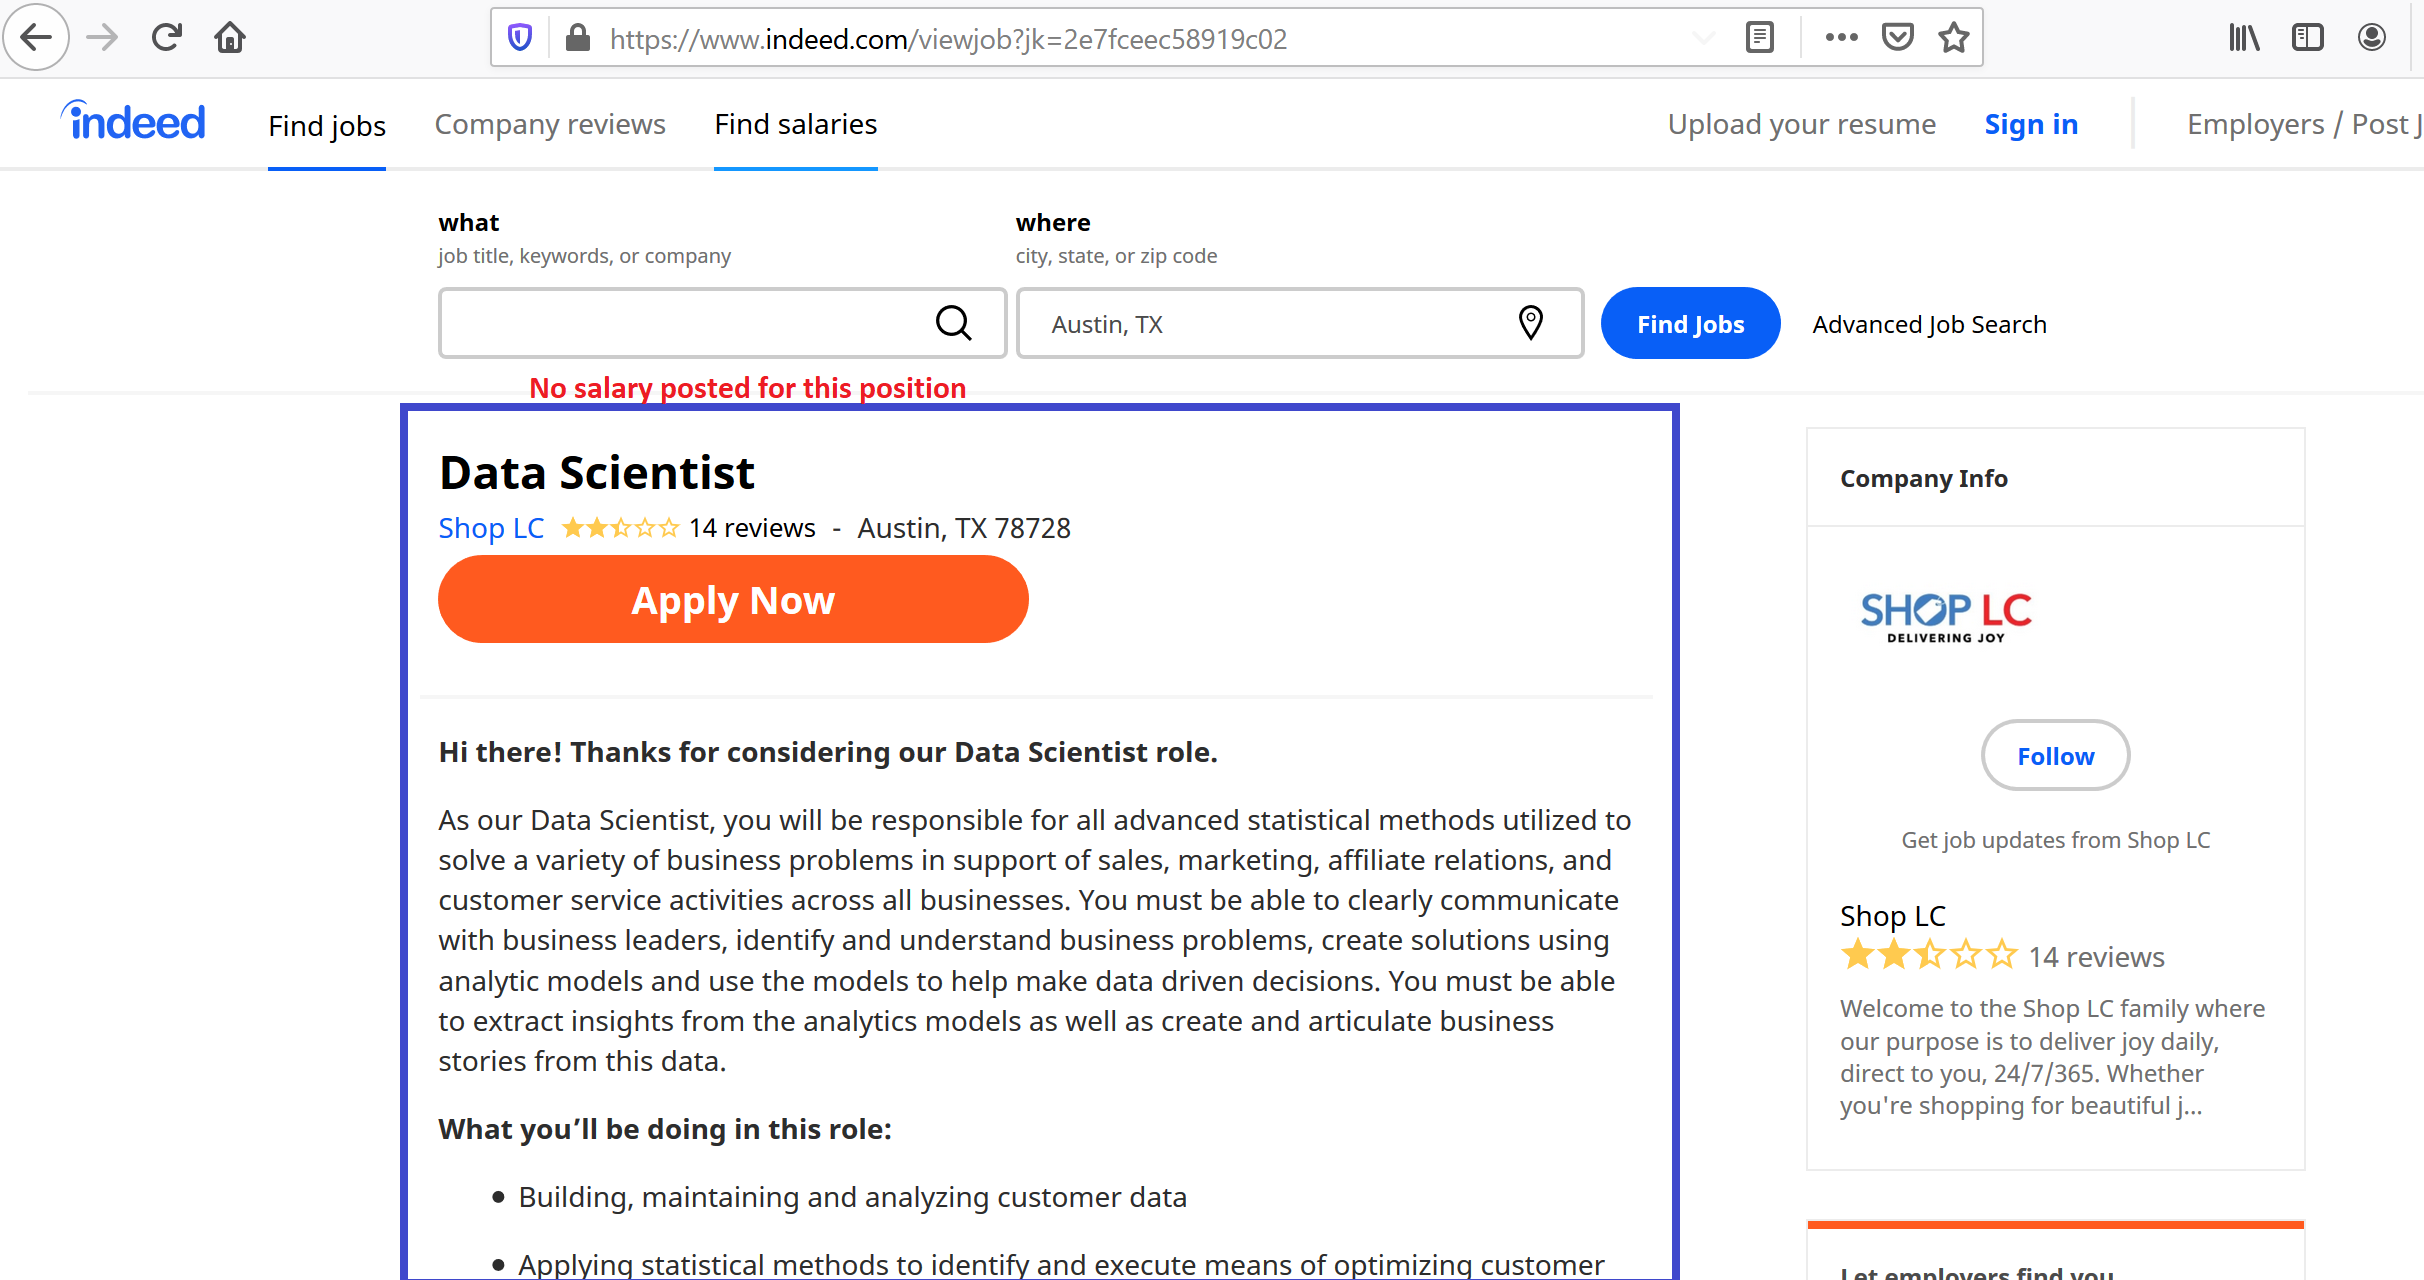 https://www.indeed.com/viewjob?jk=2e7fceec58919c02
indeed
Find jobs
Company reviews
Find salaries
Upload your resume
Sign in
Employers / Post J
what
job title, keywords, or company
where
city, state, or zip code
Austin, TX
Find Jobs
Advanced Job Search
No salary posted for this position
Data Scientist
Shop LC 14 reviews - Austin, TX 78728
Apply Now
Hi there! Thanks for considering our Data Scientist role.
As our Data Scientist, you will be responsible for all advanced statistical methods utilized to
solve a variety of business problems in support of sales, marketing, affiliate relations, and
customer service activities across all businesses. You must be able to clearly communicate
with business leaders, identify and understand business problems, create solutions using
analytic models and use the models to help make data driven decisions. You must be able
to extract insights from the analytics models as well as create and articulate business
stories from this data.
What you’ll be doing in this role:
• Building, maintaining and analyzing customer data
• Applying statistical methods to identify and execute means of optimizing customer
Company Info
SHOP LC
DELIVERING JOY
Follow
Get job updates from Shop LC
Shop LC
14 reviews
Welcome to the Shop LC family where
our purpose is to deliver joy daily,
direct to you, 24/7/365. Whether
you're shopping for beautiful j...
Let employers find you